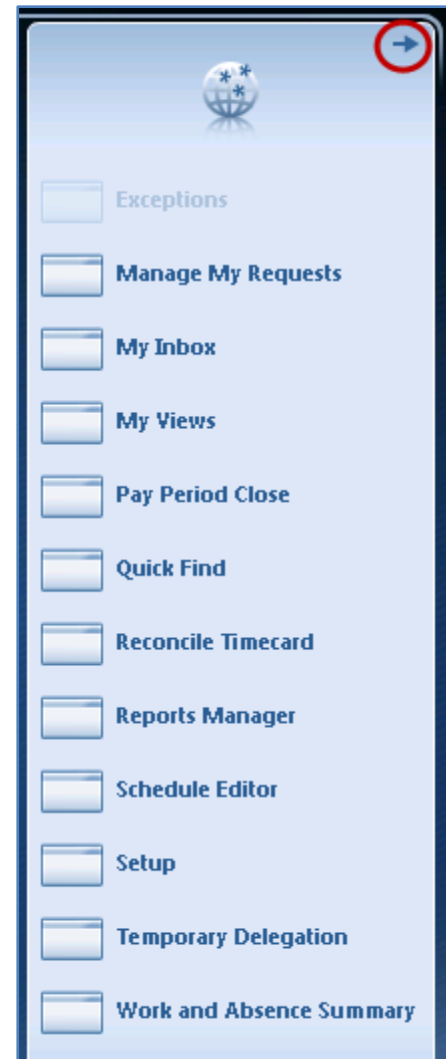 Exceptions
Manage My Requests
My Inbox
My Views
Pay Period Close
Quick Find
Reconcile Timecard
Reports Manager
Schedule Editor
Setup
Temporary Delegation
Work and Absence Summary